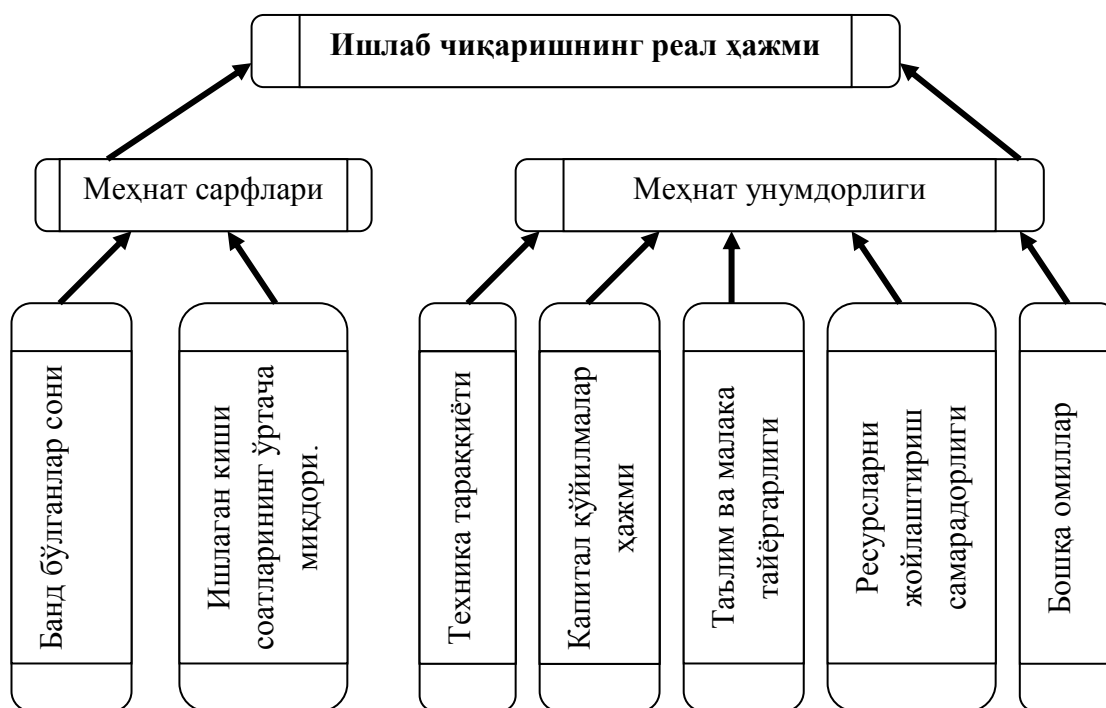 Ишлаб чиқаришнинг реал ҳажми
Меҳнат сарфлари
Меҳнат унумдорлиги
Банд бўлганлар сони
Ишлаган киши
соатларининг ўртача
миқдори.
Техника тараққиёти
Капитал қўйилмалар
ҳажми
Таълим ва малака
тайёргарлиги
Ресурсларни
жойлаштириш
самарадорлиги
Бошқа омиллар